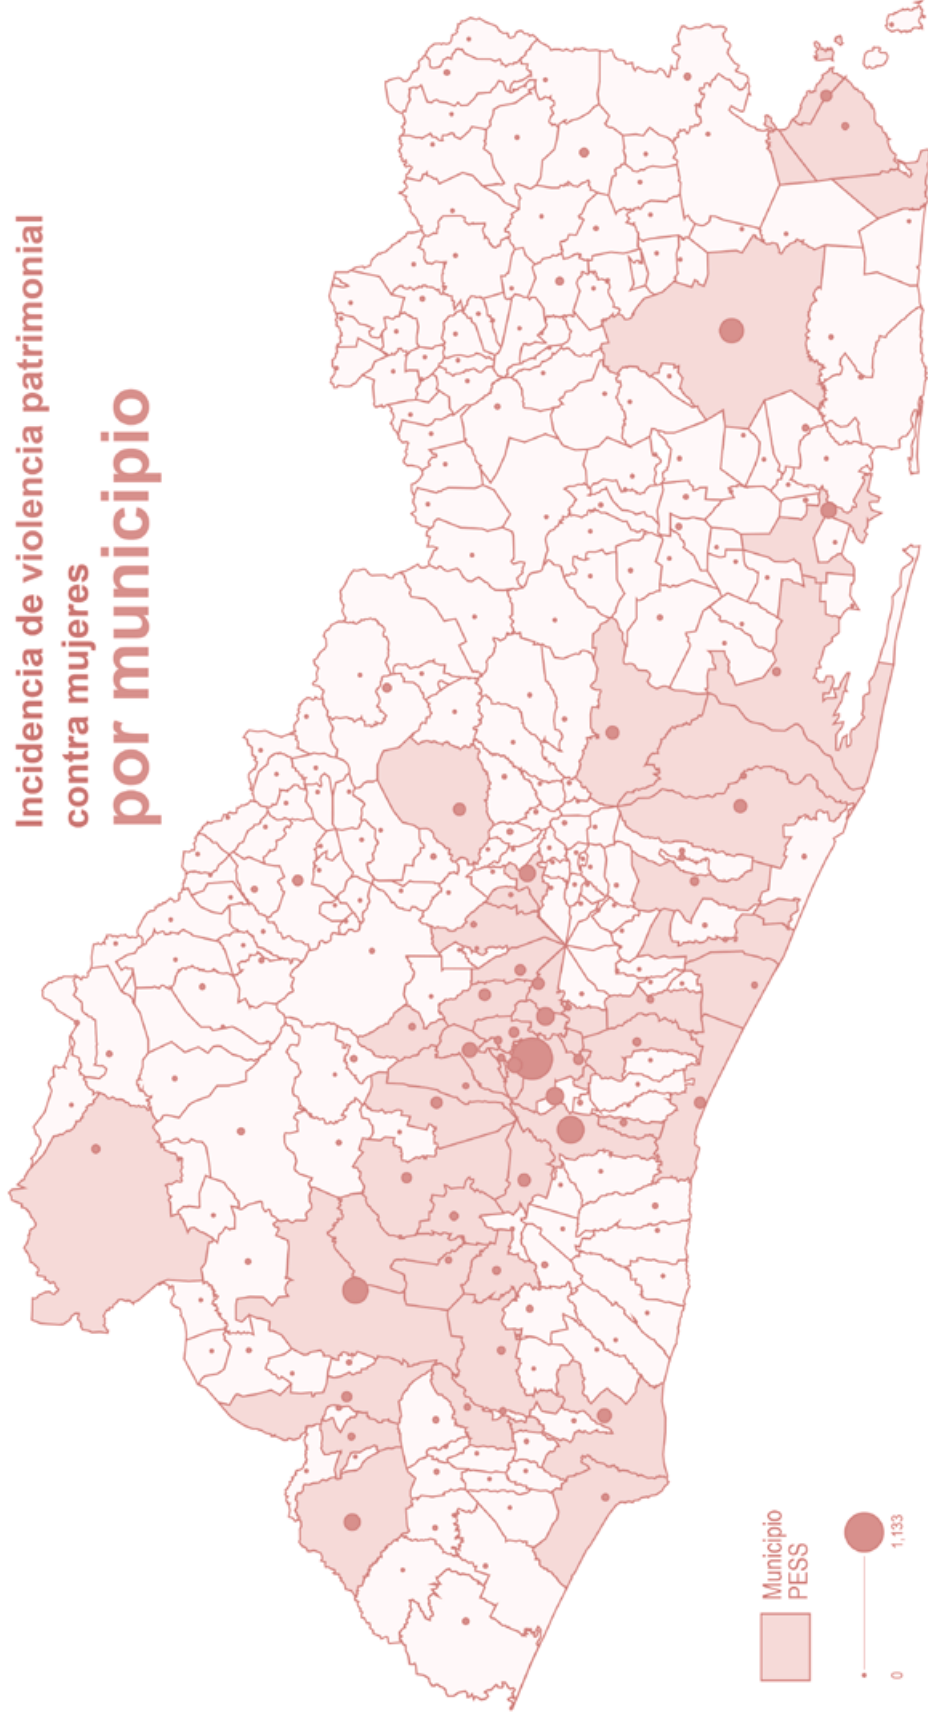 Incidencia de violencia patrimonial
contra mujeres
por municipio
Municipio
PESS
0
1,133